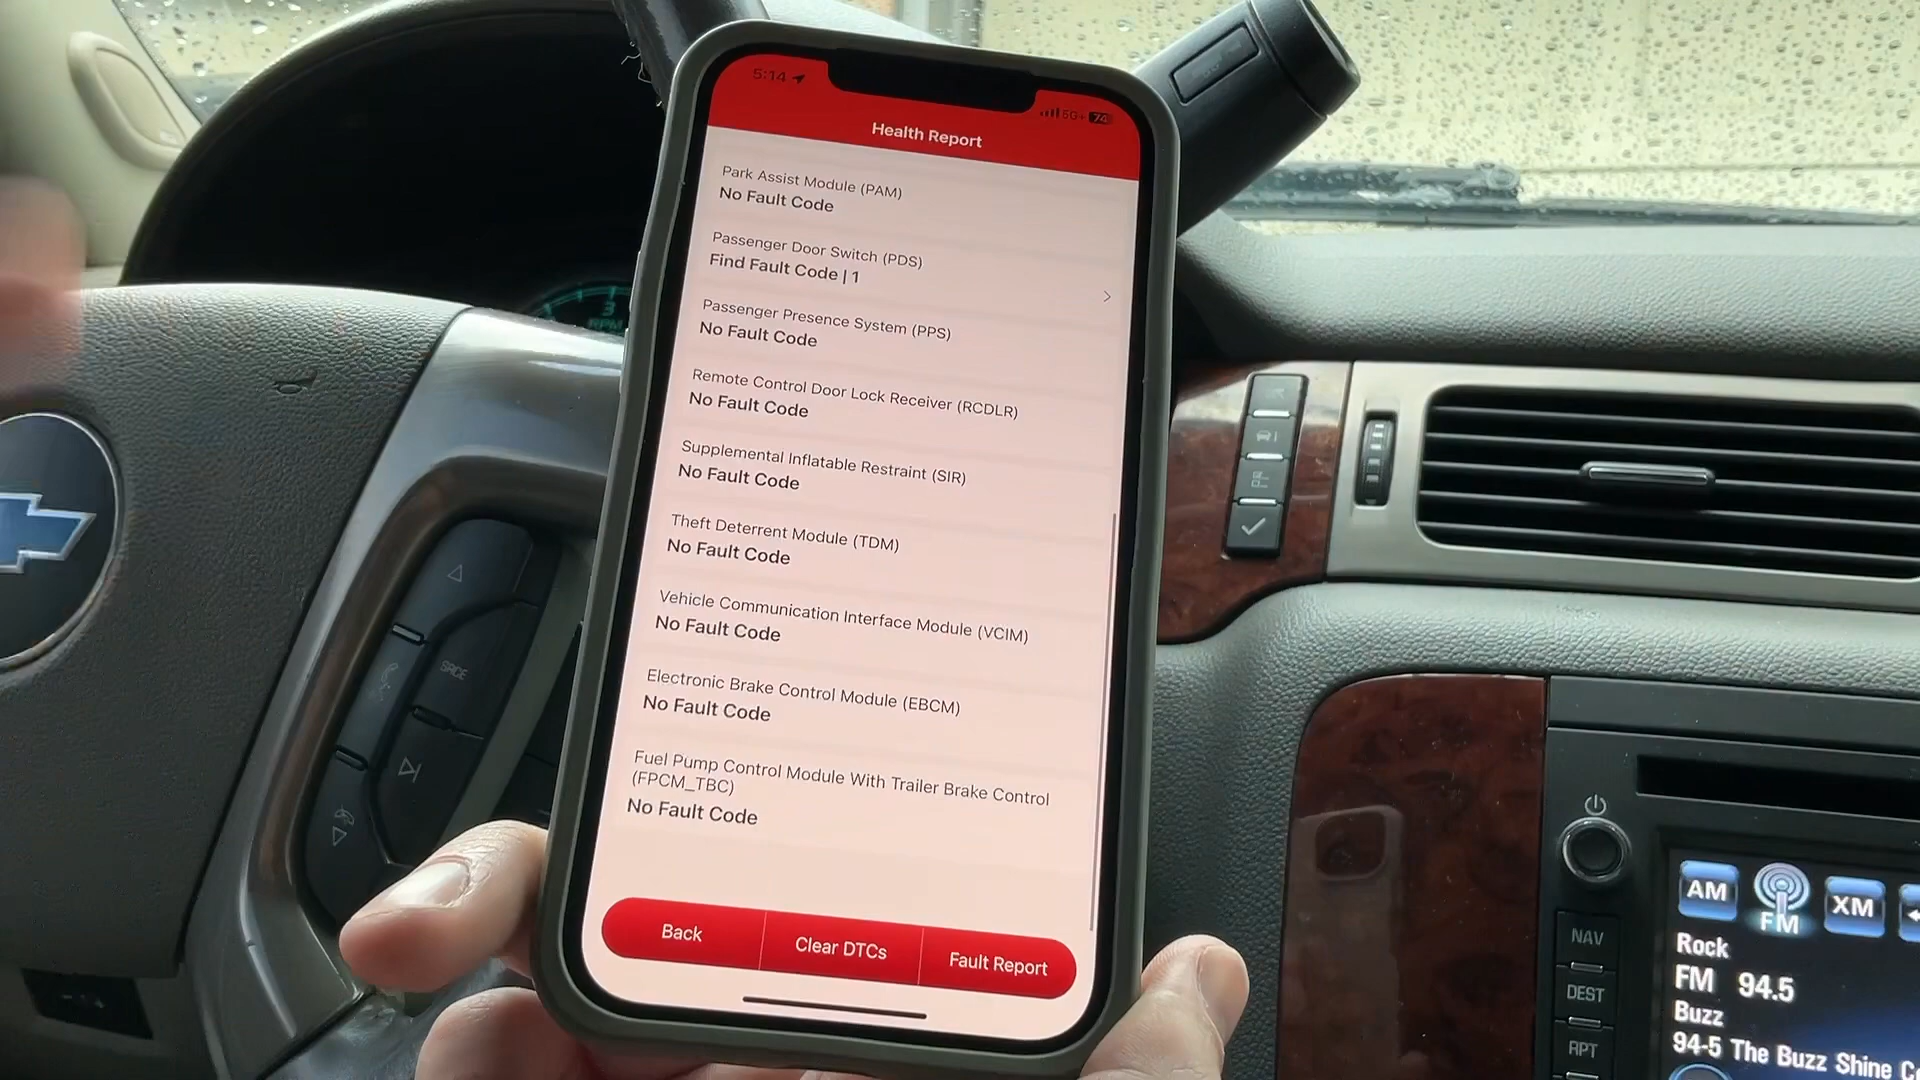 5:14
5G+ 74
Health Report
Park Assist Module (PAM)
No Fault Code
Passenger Door Switch (PDS)
Find Fault Code | 1
Passenger Presence System (PPS)
No Fault Code
Remote Control Door Lock Receiver (RCDLR)
No Fault Code
Supplemental Inflatable Restraint (SIR)
No Fault Code
Theft Deterrent Module (TDM)
No Fault Code
Vehicle Communication Interface Module (VCIM)
No Fault Code
Electronic Brake Control Module (EBCM)
No Fault Code
Fuel Pump Control Module With Trailer Brake Control
(FPCM_TBC)
No Fault Code
Back
Clear DTCs
Fault Report
3
RPM
SRCE
NAV
DEST
RPT
AM
FM
XM
Rock
FM 94.5
Buzz
94-5 The Buzz Shine